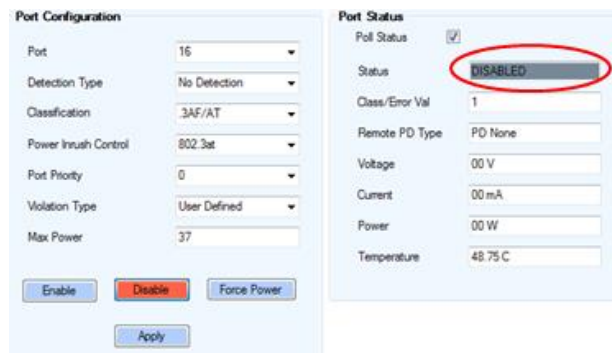 Port Configuration
Port 16
Detection Type No Detection
Classification .3AF/AT
Power Inrush Control 802.3at
Port Priority 0
Violation Type User Defined
Max Power 37
Enable Disable Force Power
Apply
Port Status
Poll Status
Status DISABLED
Class/Error Val 1
Remote PD Type PD None
Voltage 00 V
Current 00 mA
Power 00 W
Temperature 48.75 C